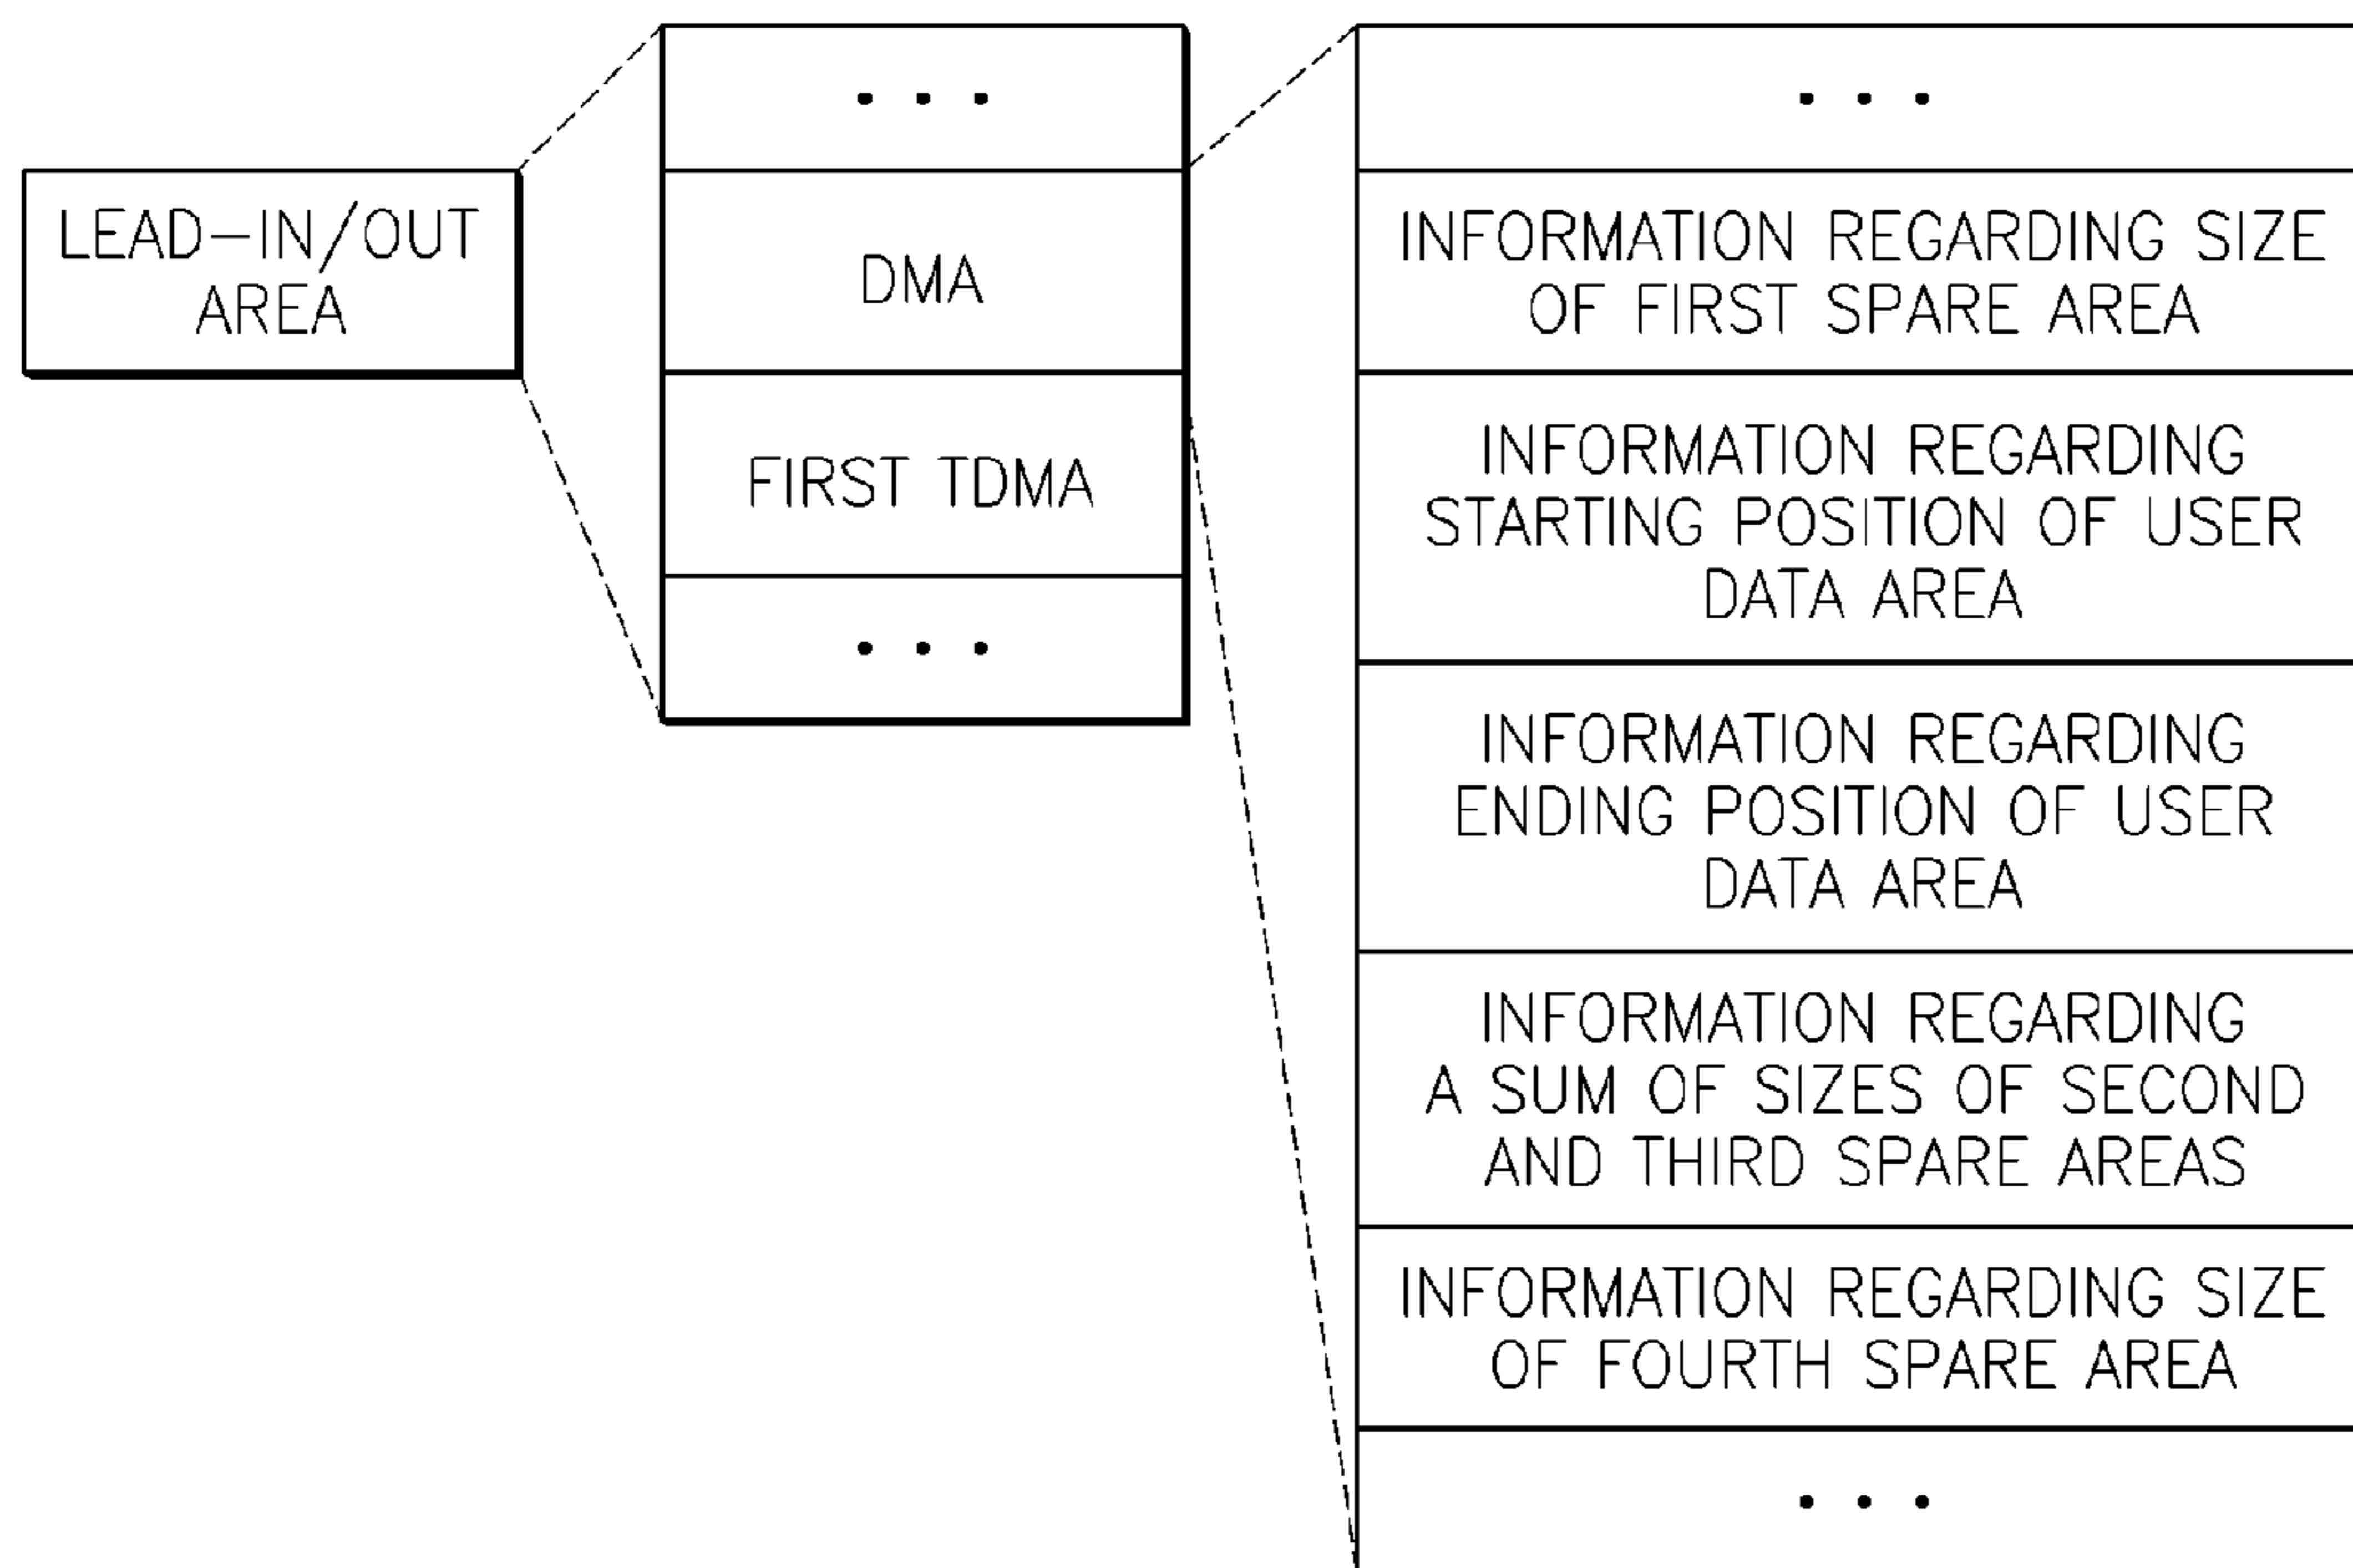 LEAD-IN/OUT
AREA
. . .
DMA
FIRST TDMA
. . .
. . .
INFORMATION REGARDING SIZE
OF FIRST SPARE AREA
INFORMATION REGARDING
STARTING POSITION OF USER
DATA AREA
INFORMATION REGARDING
ENDING POSITION OF USER
DATA AREA
INFORMATION REGARDING
A SUM OF SIZES OF SECOND
AND THIRD SPARE AREAS
INFORMATION REGARDING SIZE
OF FOURTH SPARE AREA
. . .